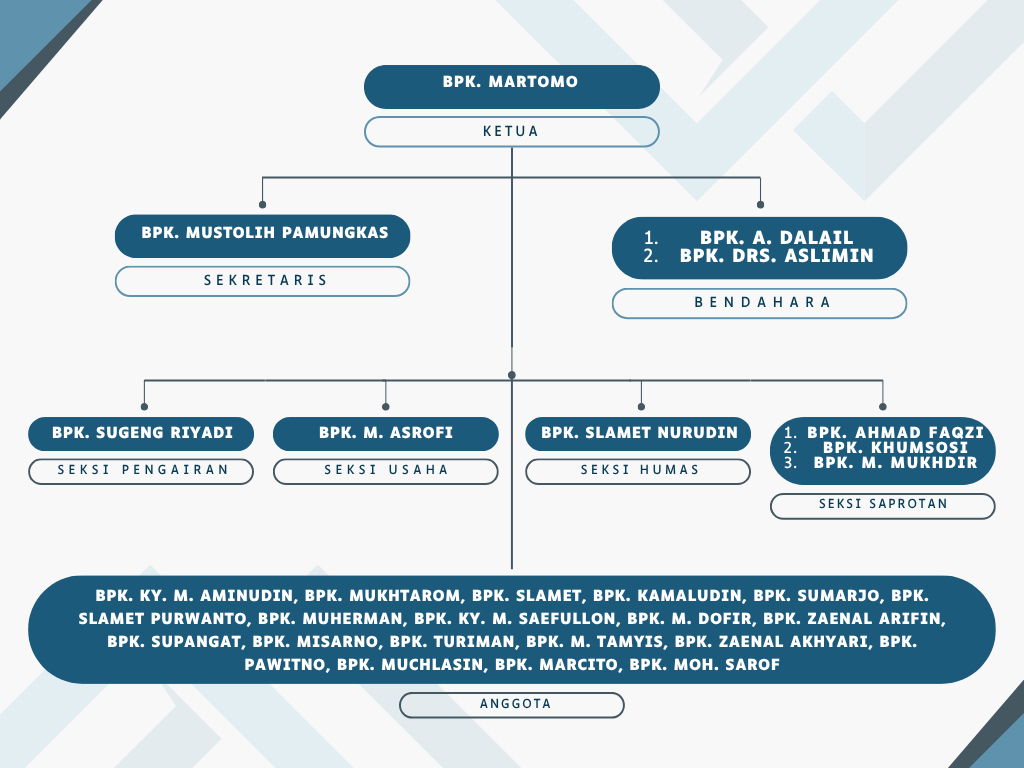 BPK. MARTOMO
KETUA
BPK. MUSTOLIH PAMUNGKAS
SEKRETARIS
1. BPK. A. DALAIL
2. BPK. DRS. ASLIMIN
BENDAHARA
BPK. SUGENG RIYADI
SEKSI PENGAIRAN
BPK. M. ASROFI
SEKSI USAHA
BPK. SLAMET NURUDIN
SEKSI HUMAS
1. BPK. AHMAD FAQZI
2. BPK. KHUMSOSI
3. BPK. M. MUKHDIR
SEKSI SAPROTAN
BPK. KY. M. AMINUDIN, BPK. MUKHTAROM, BPK. SLAMET, BPK. KAMALUDIN, BPK. SUMARJO, BPK.
SLAMET PURWANTO, BPK. MUHERMAN, BPK. KY. M. SAEFULLON, BPK. M. DOFIR, BPK. ZAENAL ARIFIN,
BPK. SUPANGAT, BPK. MISARNO, BPK. TURIMAN, BPK. M. TAMYIS, BPK. ZAENAL AKHYARI, BPK.
PAWITNO, BPK. MUCHLASIN, BPK. MARCITO, BPK. MOH. SAROF
ANGGOTA